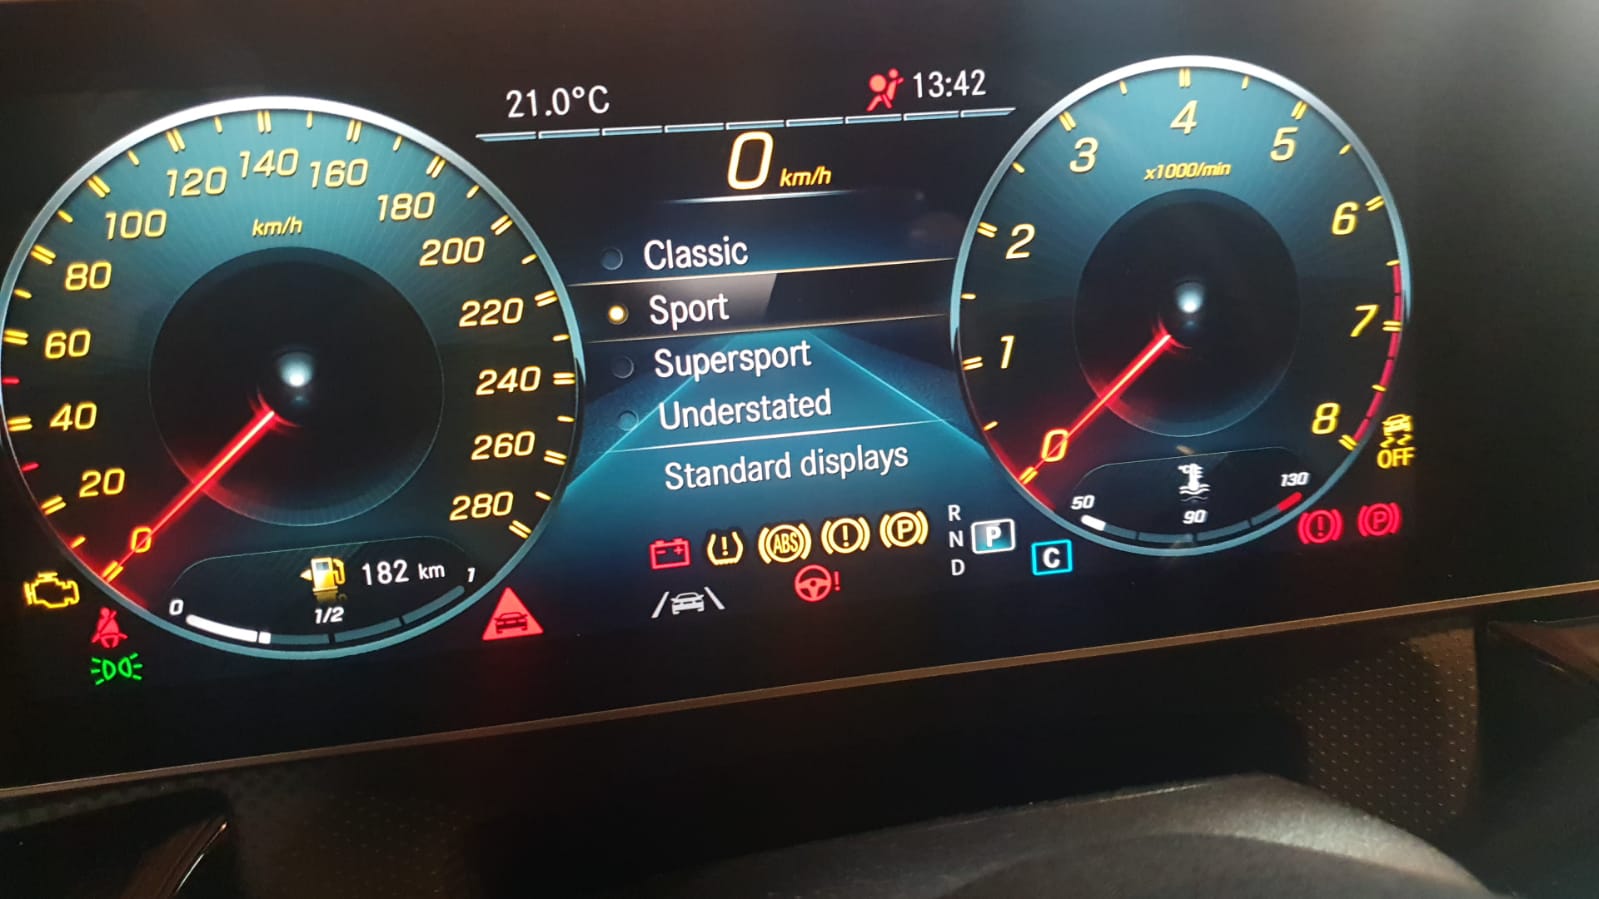 21.0°C
13:42
0 km/h
Classic
Sport
Supersport
Understated
Standard displays
km/h
0
20
40
60
80
100
120
140
160
180
200
220
240
260
280
0
1/2
1
182 km
x1000/min
0
1
2
3
4
5
6
7
8
50
90
130
°C
OFF
ABS
!
!
P
!
R
N
D
P
C
!
P